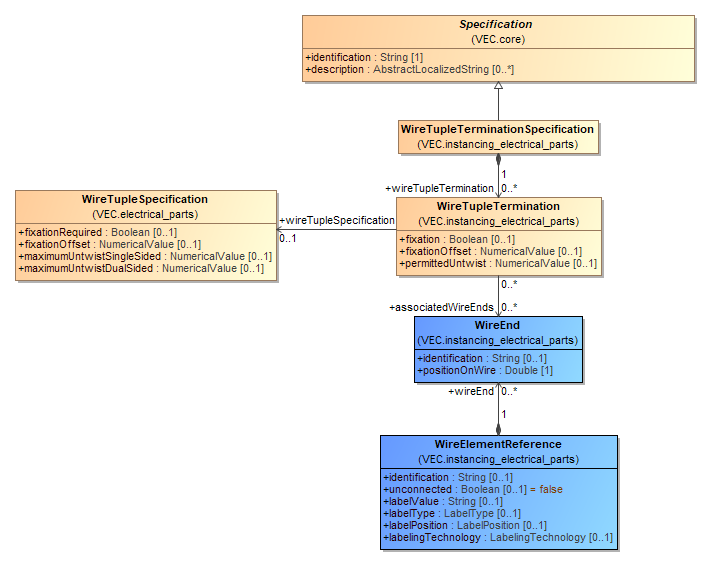 Specification
(VEC.core)
+identification : String [1]
+description : AbstractLocalizedString [0..*]
WireTupleTerminationSpecification
(VEC.instancing_electrical_parts)
1
+wireTupleTermination 0..*
WireTupleSpecification
(VEC.electrical_parts)
+fixationRequired : Boolean [0..1]
+fixationOffset : NumericalValue [0..1]
+maximumUntwistSingleSided : NumericalValue [0..1]
+maximumUntwistDualSided : NumericalValue [0..1]
+wireTupleSpecification
0..1
WireTupleTermination
(VEC.instancing_electrical_parts)
+fixation : Boolean [0..1]
+fixationOffset : NumericalValue [0..1]
+permittedUntwist : NumericalValue [0..1]
0..*
+associatedWireEnds 0..*
WireEnd
(VEC.instancing_electrical_parts)
+identification : String [0..1]
+positionOnWire : Double [1]
+wireEnd 0..*
1
WireElementReference
(VEC.instancing_electrical_parts)
+identification : String [0..1]
+unconnected : Boolean [0..1] = false
+labelValue : String [0..1]
+labelType : LabelType [0..1]
+labelPosition : LabelPosition [0..1]
+labelingTechnology : LabelingTechnology [0..1]